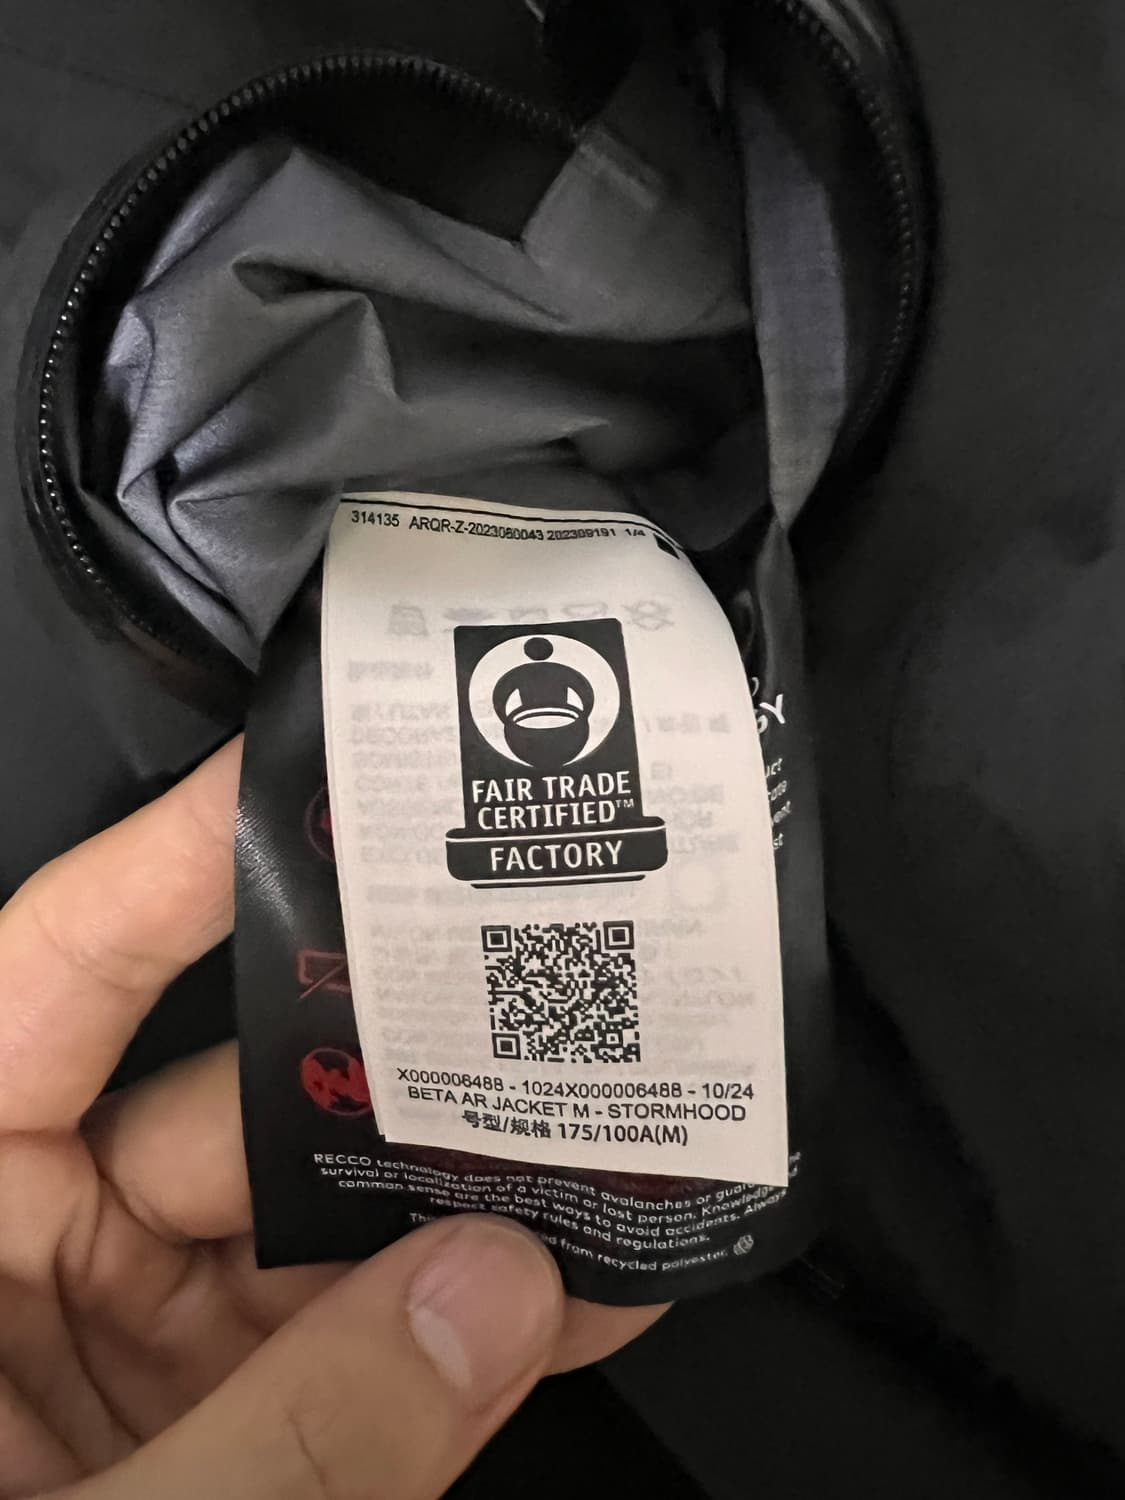 314135 ARQR-Z-2023080043 202309191 1/4
FAIR TRADE
CERTIFIED™
FACTORY
X000006488 - 1024X000006488 - 10/24
BETA AR JACKET M - STORMHOOD
号型/规格 175/100A(M)
RECCO technology does not prevent avalanches or
survival or localization of a victim or lost person. Knowledge
common sense are the best ways to avoid accidents. Always
respect safety rules and regulations.
from recycled polyester.